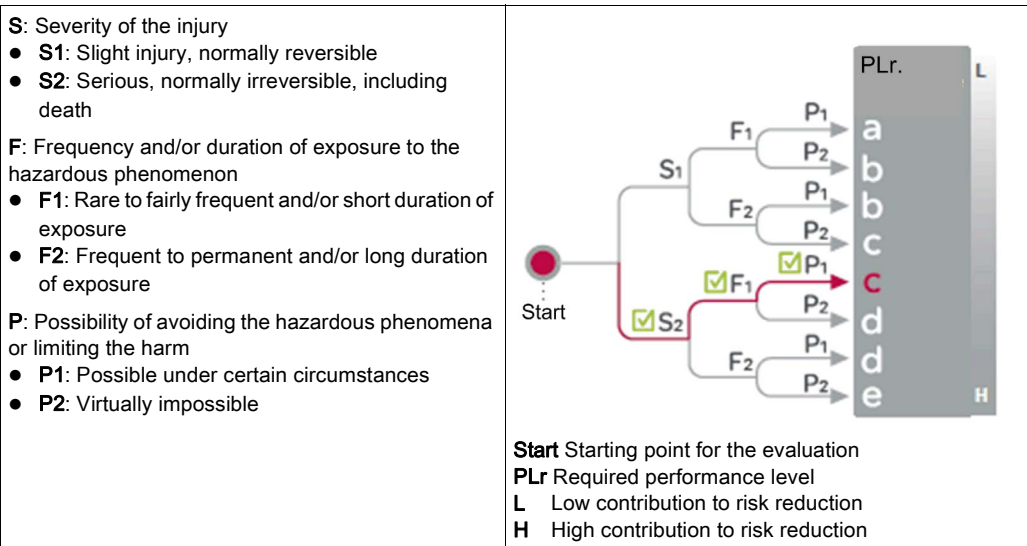 S: Severity of the injury
● S1: Slight injury, normally reversible
● S2: Serious, normally irreversible, including
death
F: Frequency and/or duration of exposure to the
hazardous phenomenon
● F1: Rare to fairly frequent and/or short duration of
exposure
● F2: Frequent to permanent and/or long duration
of exposure
P: Possibility of avoiding the hazardous phenomena
or limiting the harm
● P1: Possible under certain circumstances
● P2: Virtually impossible
PLr.
L
P1
a
F1
P2
b
S1
P1
b
F2
P2
c
Start
P1
c
F1
P2
d
S2
P1
d
F2
P2
e
H
Start Starting point for the evaluation
PLr Required performance level
L Low contribution to risk reduction
H High contribution to risk reduction